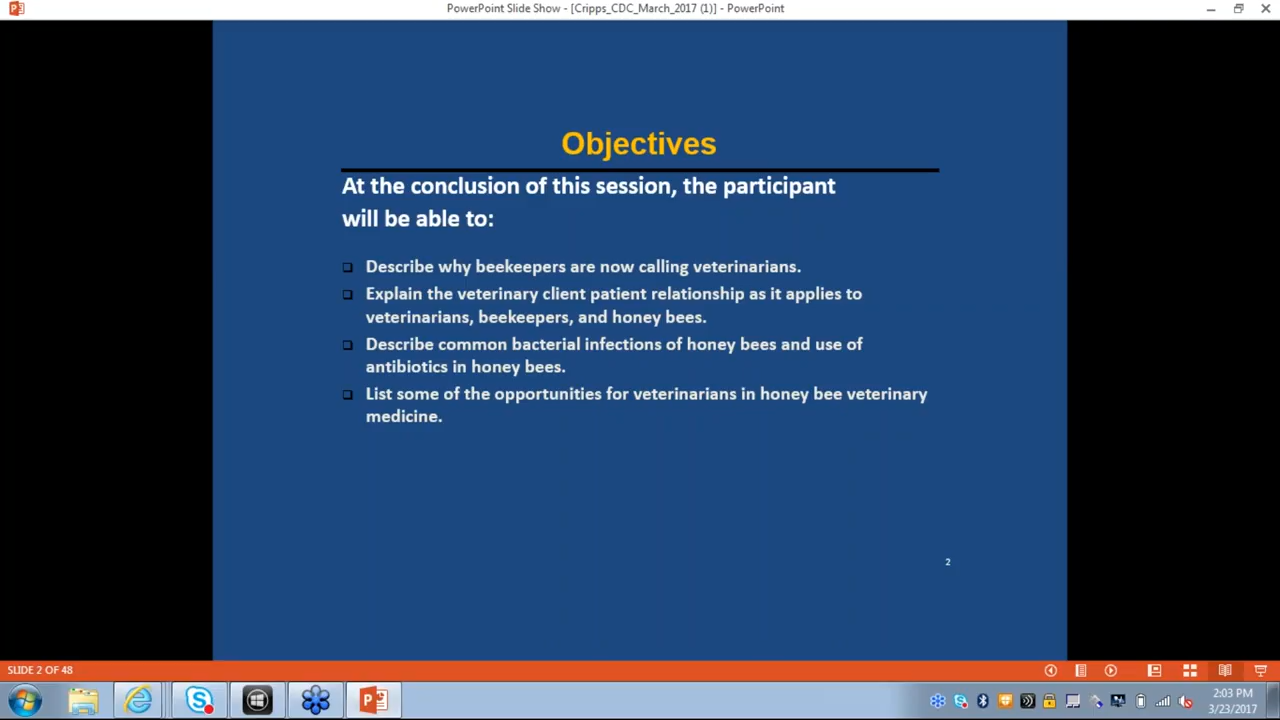 PowerPoint Slide Show - [Cripps_CDC_March_2017 (1)] - PowerPoint
Objectives
At the conclusion of this session, the participant
will be able to:
Describe why beekeepers are now calling veterinarians.
Explain the veterinary client patient relationship as it applies to
veterinarians, beekeepers, and honey bees.
Describe common bacterial infections of honey bees and use of
antibiotics in honey bees.
List some of the opportunities for veterinarians in honey bee veterinary
medicine.
2
SLIDE 2 OF 48
2:03 PM
3/23/2017